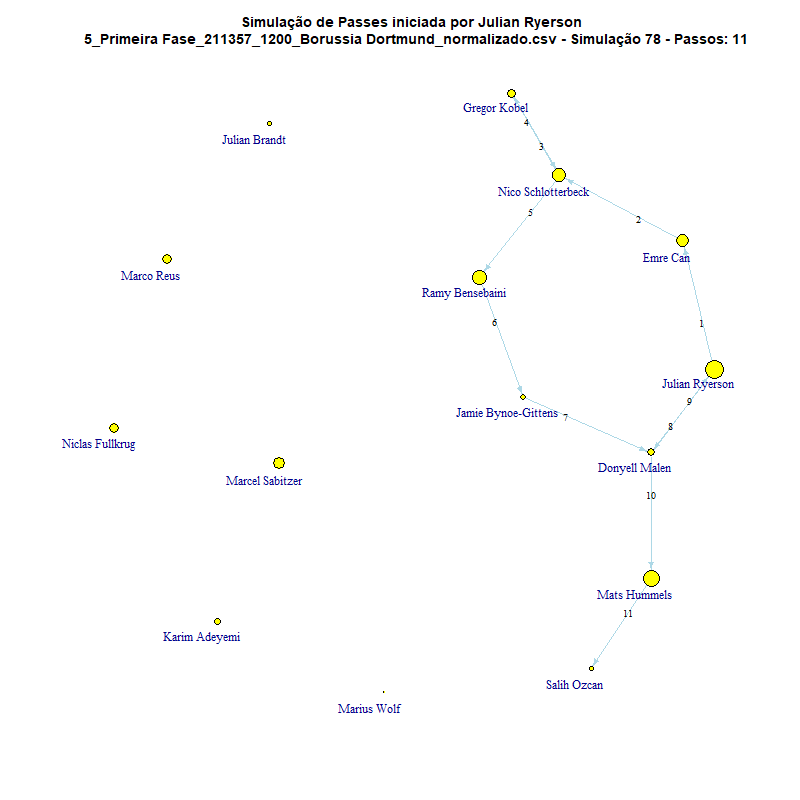 Simulação de Passes iniciada por Julian Ryerson
5_Primeira Fase_211357_1200_Borussia Dortmund_normalizado.csv - Simulação 78 - Passos: 11
Gregor Kobel
4
Julian Brandt
3
Nico Schlotterbeck
5
2
Emre Can
Marco Reus
Ramy Bensebaini
6
1
Julian Ryerson
9
Jamie Bynoe-Gittens
7
8
Niclas Fullkrug
Donyell Malen
Marcel Sabitzer
10
Mats Hummels
11
Karim Adeyemi
Salih Ozcan
Marius Wolf